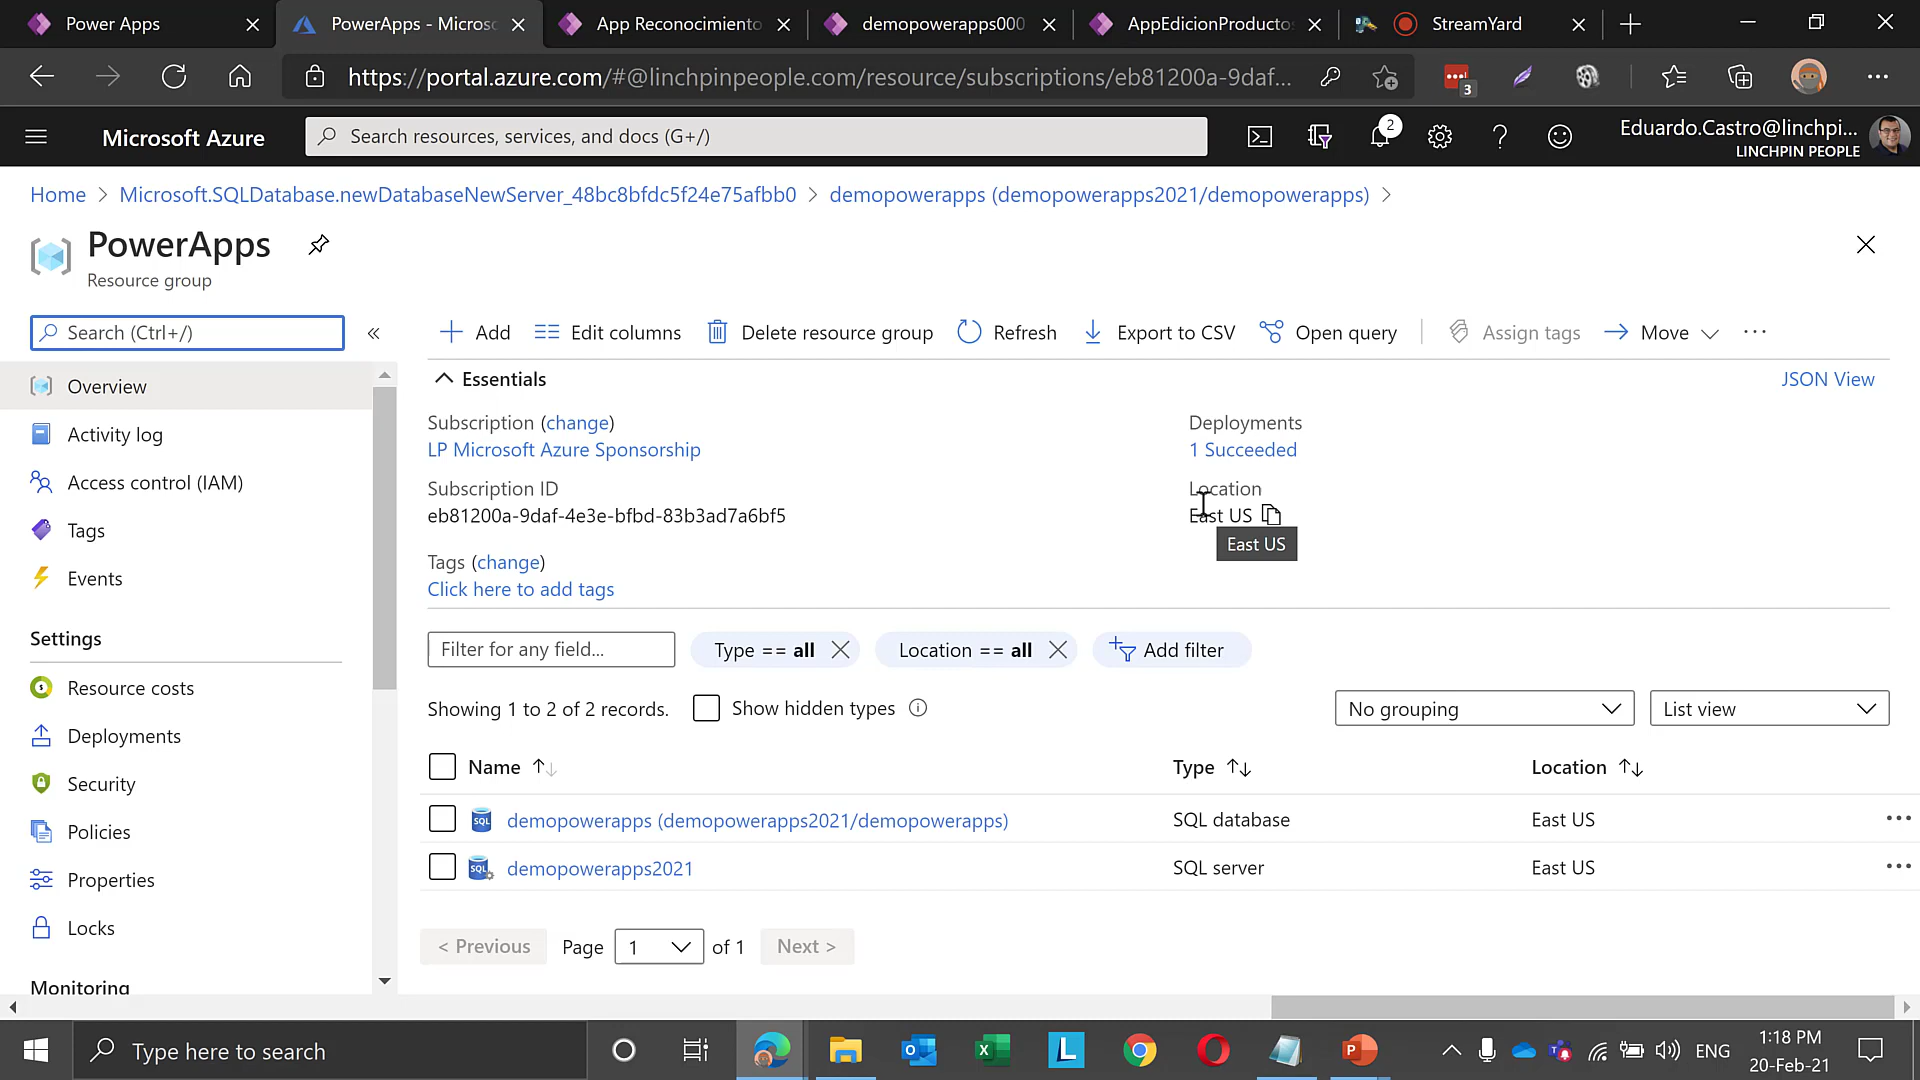 Power Apps
PowerApps - Micros
App Reconocimiento
demopowerapps000
AppEdicionProducto
StreamYard
https://portal.azure.com/#@linchpinpeople.com/resource/subscriptions/eb81200a-9daf...
3
Microsoft Azure
Search resources, services, and docs (G+/)
2
Eduardo.Castro@linchpi...
LINCHPIN PEOPLE
Home > Microsoft.SQLDatabase.newDatabaseNewServer_48bc8bfdc5f24e75afbb0 > demopowerapps (demopowerapps2021/demopowerapps) >
PowerApps
Resource group
Search (Ctrl+/)
«
Add
Edit columns
Delete resource group
Refresh
Export to CSV
Open query
Assign tags
Move
Overview
Activity log
Access control (IAM)
Tags
Events
Settings
Resource costs
Deployments
Security
Policies
Properties
Locks
Monitoring
Essentials
JSON View
Subscription (change)
LP Microsoft Azure Sponsorship
Subscription ID
eb81200a-9daf-4e3e-bfbd-83b3ad7a6bf5
Tags (change)
Click here to add tags
Deployments
1 Succeeded
Location
East US
East US
Filter for any field...
Type == all
Location == all
Add filter
Showing 1 to 2 of 2 records.
Show hidden types
No grouping
List view
Name
Type
Location
demopowerapps (demopowerapps2021/demopowerapps)
SQL database
East US
demopowerapps2021
SQL server
East US
< Previous
Page
1
of 1
Next >
Type here to search
ENG
1:18 PM
20-Feb-21